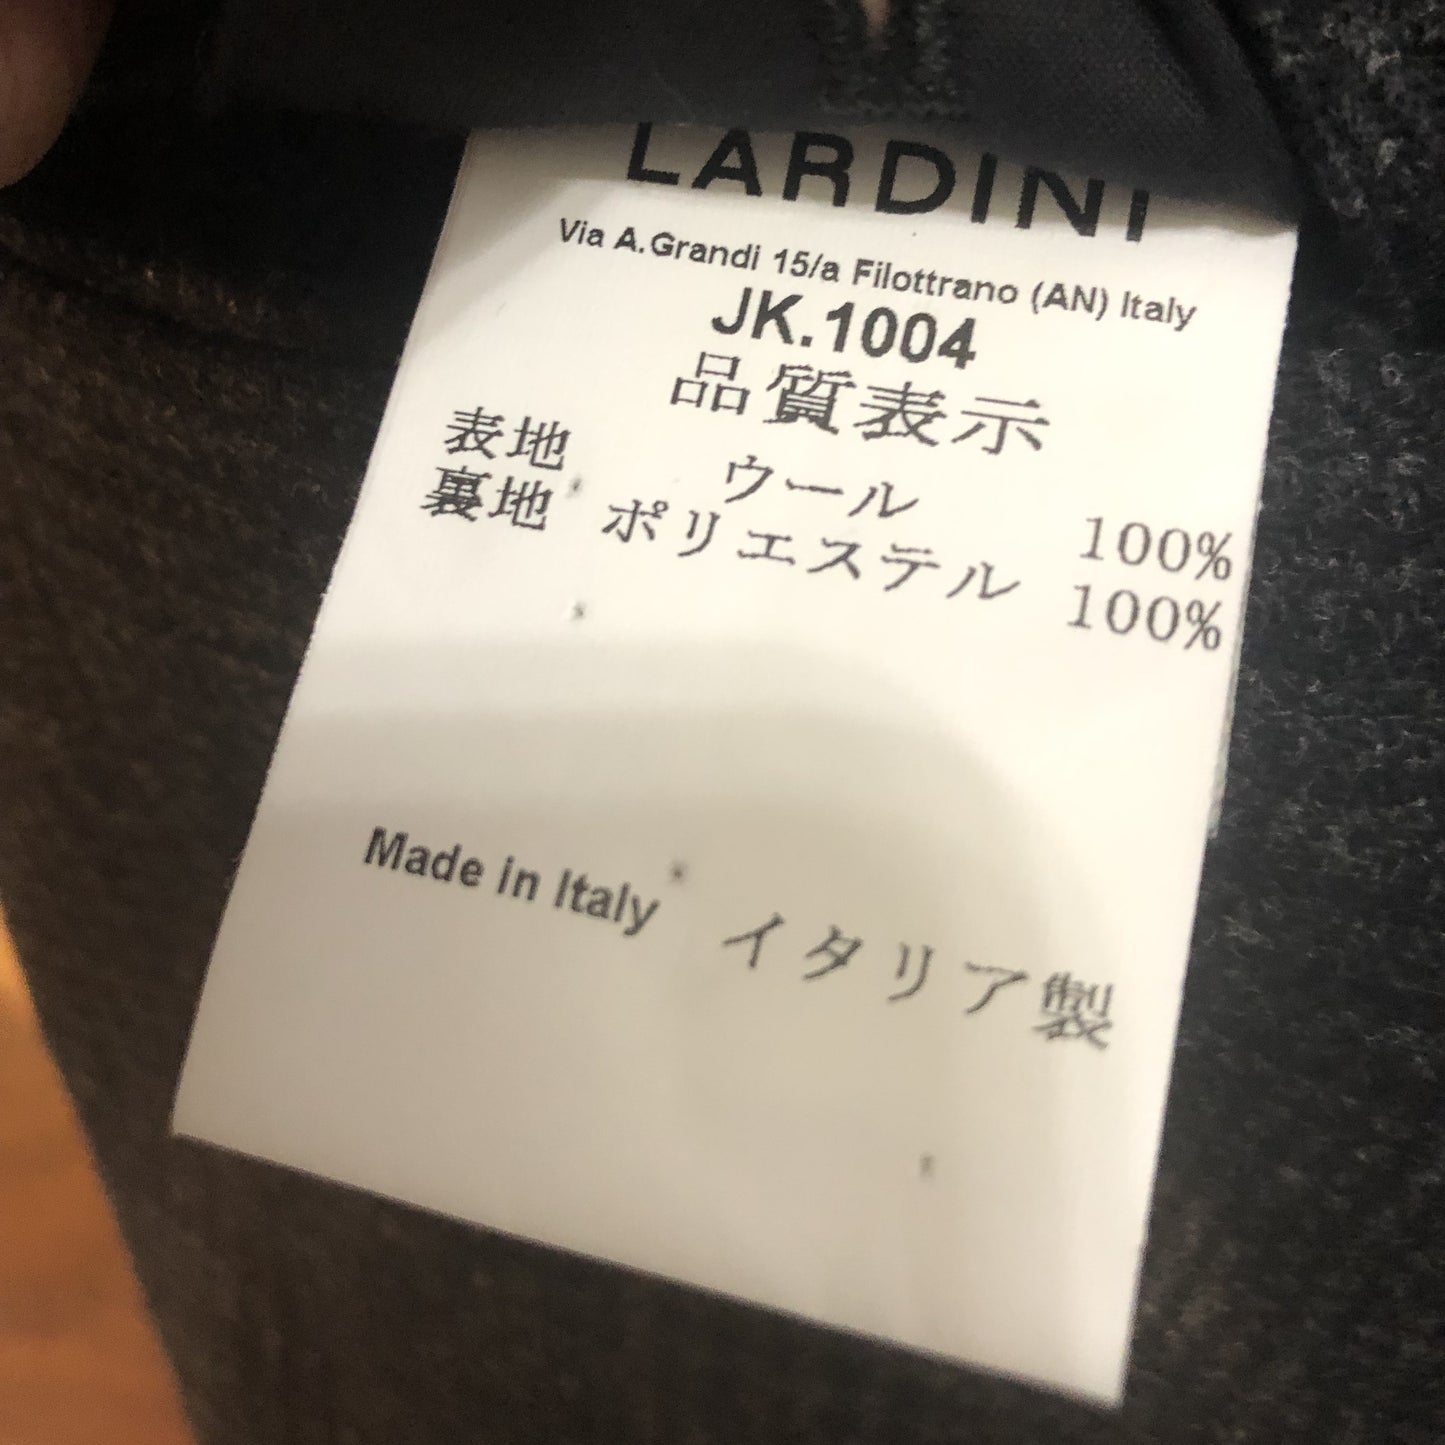 LARDINI
Via A.Grandi 15/a Filottrano (AN) Italy
JK.1004
品質表示
表地 ウール 100%
裏地 ポリエステル 100%
Made in Italy イタリア製